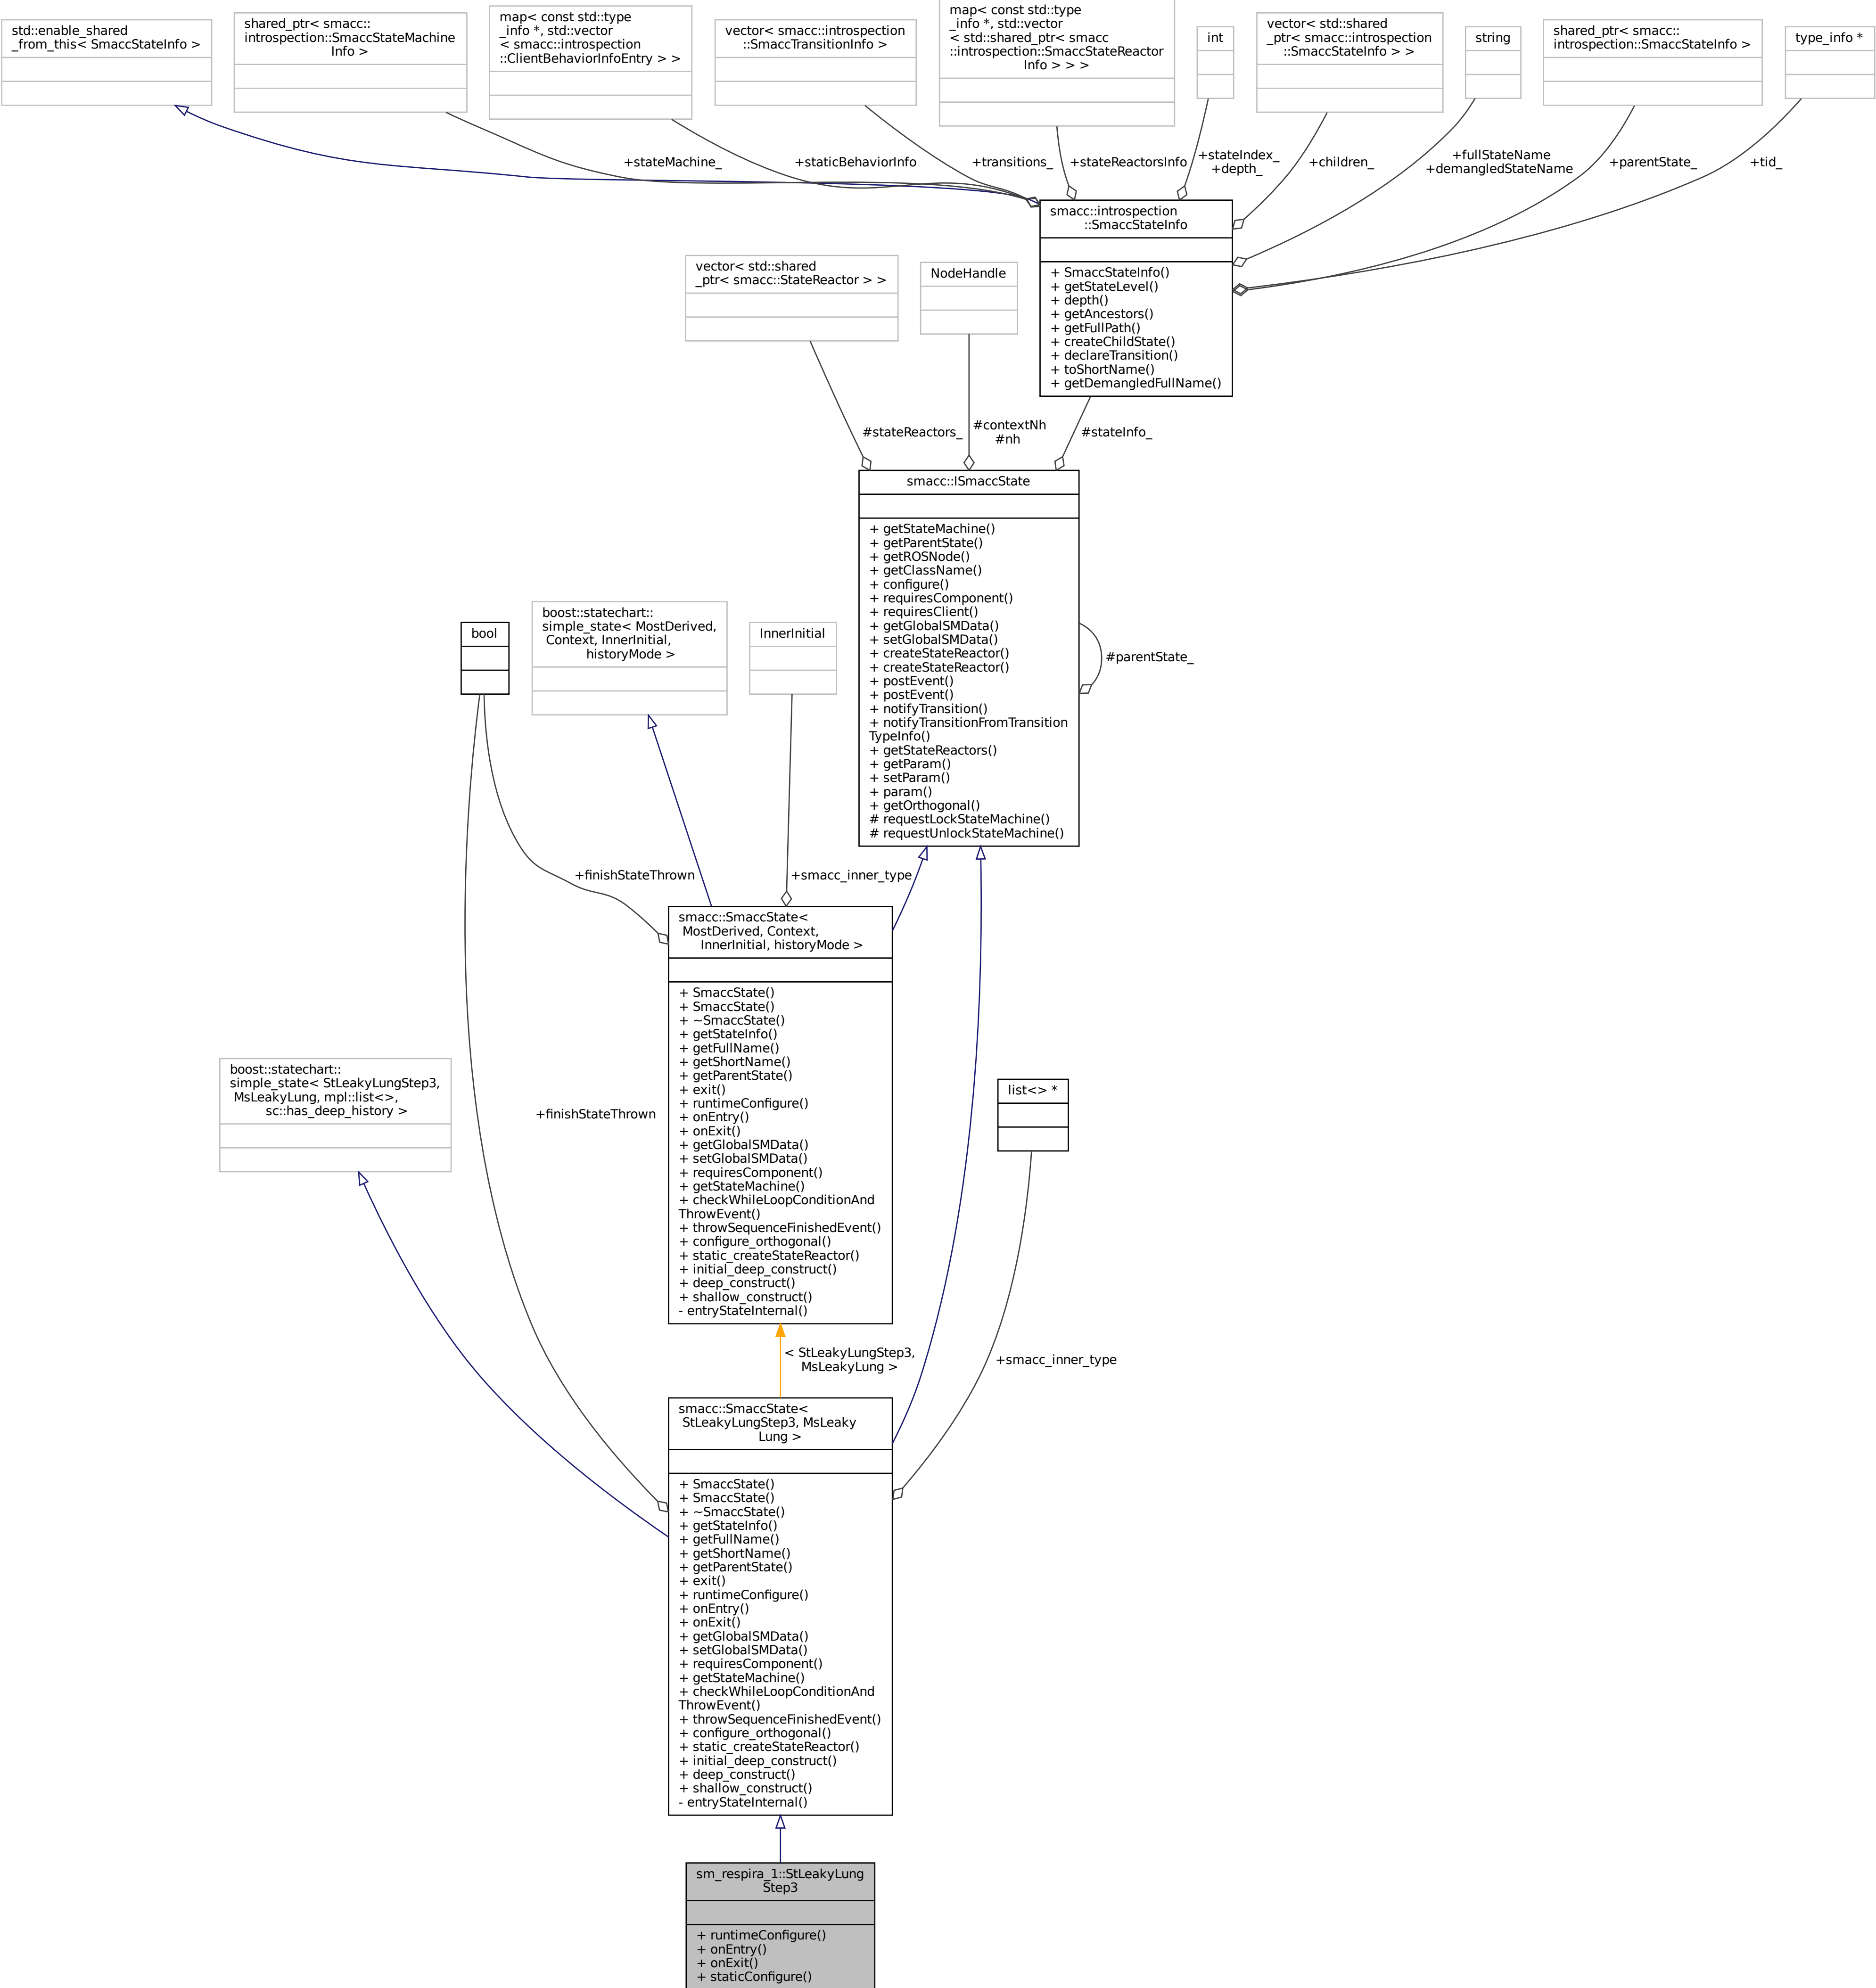 std::enable_shared
_from_this< SmaccStateInfo >
shared_ptr< smacc::
introspection::SmaccStateMachine
Info >
map< const std::type
_info *, std::vector
< smacc::introspection
::ClientBehaviorInfoEntry > >
vector< smacc::introspection
::SmaccTransitionInfo >
map< const std::type
_info *, std::vector
< std::shared_ptr< smacc
::introspection::SmaccStateReactor
Info > > >
int
vector< std::shared
_ptr< smacc::introspection
::SmaccStateInfo > >
string
shared_ptr< smacc::
introspection::SmaccStateInfo >
type_info *
+stateMachine_
+staticBehaviorInfo
+transitions_
+stateReactorsInfo
+stateIndex_
+depth_
+children_
+fullStateName
+demangledStateName
+parentState_
+tid_
smacc::introspection
::SmaccStateInfo
+ SmaccStateInfo()
+ getStateLevel()
+ depth()
+ getAncestors()
+ getFullPath()
+ createChildState()
+ declareTransition()
+ toShortName()
+ getDemangledFullName()
vector< std::shared
_ptr< smacc::StateReactor > >
NodeHandle
#stateReactors_
#contextNh
#nh
#stateInfo_
smacc::ISmaccState
+ getStateMachine()
+ getParentState()
+ getROSNode()
+ getClassName()
+ configure()
+ requiresComponent()
+ requiresClient()
+ getGlobalSMData()
+ setGlobalSMData()
+ createStateReactor()
+ createStateReactor()
+ postEvent()
+ postEvent()
+ notifyTransition()
+ notifyTransitionFromTransition
TypeInfo()
+ getStateReactors()
+ getParam()
+ setParam()
+ param()
+ getOrthogonal()
# requestLockStateMachine()
# requestUnlockStateMachine()
#parentState_
bool
boost::statechart::
simple_state< MostDerived,
Context, InnerInitial,
historyMode >
InnerInitial
+finishStateThrown
+smacc_inner_type
smacc::SmaccState<
MostDerived, Context,
InnerInitial, historyMode >
+ SmaccState()
+ SmaccState()
+ ~SmaccState()
+ getStateInfo()
+ getFullName()
+ getShortName()
+ getParentState()
+ exit()
+ runtimeConfigure()
+ onEntry()
+ onExit()
+ getGlobalSMData()
+ setGlobalSMData()
+ requiresComponent()
+ getStateMachine()
+ checkWhileLoopConditionAnd
ThrowEvent()
+ throwSequenceFinishedEvent()
+ configure_orthogonal()
+ static_createStateReactor()
+ initial_deep_construct()
+ deep_construct()
+ shallow_construct()
- entryStateInternal()
boost::statechart::
simple_state< StLeakyLungStep3,
MsLeakyLung, mpl::list<>,
sc::has_deep_history >
+finishStateThrown
list<> *
< StLeakyLungStep3,
MsLeakyLung >
+smacc_inner_type
smacc::SmaccState<
StLeakyLungStep3, MsLeaky
Lung >
+ SmaccState()
+ SmaccState()
+ ~SmaccState()
+ getStateInfo()
+ getFullName()
+ getShortName()
+ getParentState()
+ exit()
+ runtimeConfigure()
+ onEntry()
+ onExit()
+ getGlobalSMData()
+ setGlobalSMData()
+ requiresComponent()
+ getStateMachine()
+ checkWhileLoopConditionAnd
ThrowEvent()
+ throwSequenceFinishedEvent()
+ configure_orthogonal()
+ static_createStateReactor()
+ initial_deep_construct()
+ deep_construct()
+ shallow_construct()
- entryStateInternal()
sm_respira_1::StLeakyLung
Step3
+ runtimeConfigure()
+ onEntry()
+ onExit()
+ staticConfigure()